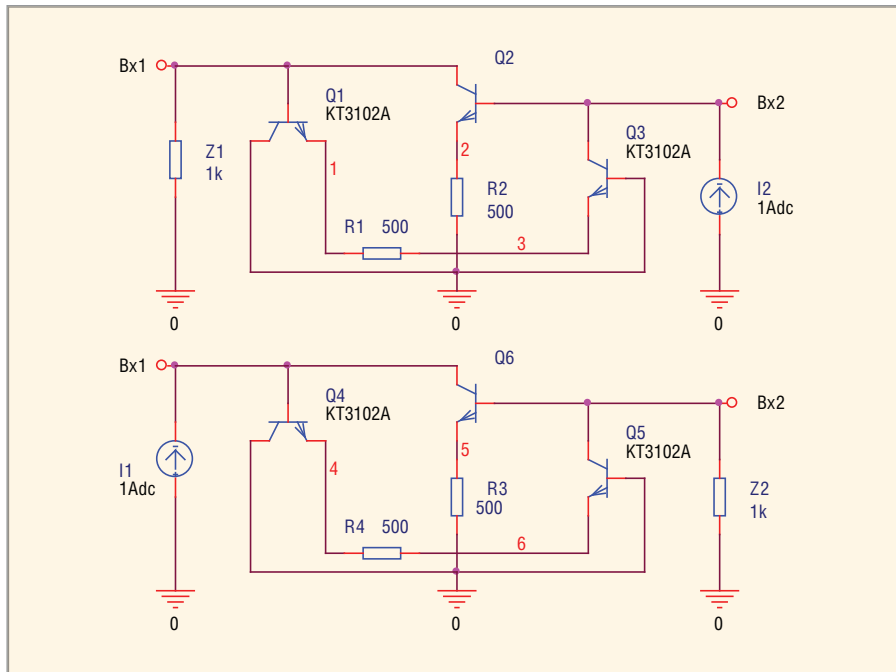 Q2
Bx1
Q1
KT3102A
Bx2
Q3
KT3102A
Z1
1k
1
2
R2
500
I2
1Adc
R1 500
3
0
0
0
Q6
Bx1
Q4
KT3102A
Bx2
Q5
KT3102A
I1
1Adc
4
5
R3
500
Z2
1k
R4 500
6
0
0
0